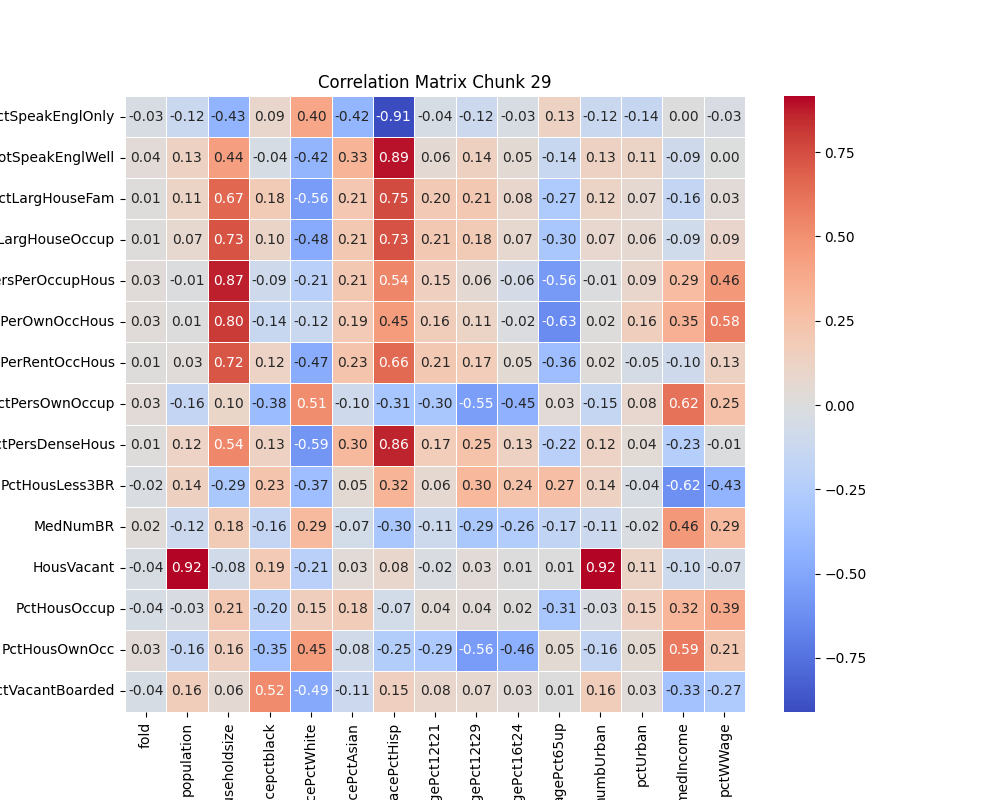 Correlation Matrix Chunk 29
ctSpeakEnglOnly -0.03 -0.12 -0.43 0.09 0.40 -0.42 -0.91 -0.04 -0.12 -0.03 0.13 -0.12 -0.14 0.00 -0.03
otSpeakEnglWell 0.04 0.13 0.44 -0.04 -0.42 0.33 0.89 0.06 0.14 0.05 -0.14 0.13 0.11 -0.09 0.00
ctLargHouseFam 0.01 0.11 0.67 0.18 -0.56 0.21 0.75 0.20 0.21 0.08 -0.27 0.12 0.07 -0.16 0.03
LargHouseOccup 0.01 0.07 0.73 0.10 -0.48 0.21 0.73 0.21 0.18 0.07 -0.30 0.07 0.06 -0.09 0.09
ersPerOccupHous 0.03 -0.01 0.87 -0.09 -0.21 0.21 0.54 0.15 0.06 -0.06 -0.56 -0.01 0.09 0.29 0.46
PerOwnOccHous 0.03 0.01 0.80 -0.14 -0.12 0.19 0.45 0.16 0.11 -0.02 -0.63 0.02 0.16 0.35 0.58
PerRentOccHous 0.01 0.03 0.72 0.12 -0.47 0.23 0.66 0.21 0.17 0.05 -0.36 0.02 -0.05 -0.10 0.13
ctPersOwnOccup 0.03 -0.16 0.10 -0.38 0.51 -0.10 -0.31 -0.30 -0.55 -0.45 0.03 -0.15 0.08 0.62 0.25
tPersDenseHous 0.01 0.12 0.54 0.13 -0.59 0.30 0.86 0.17 0.25 0.13 -0.22 0.12 0.04 -0.23 -0.01
PctHousLess3BR -0.02 0.14 -0.29 0.23 -0.37 0.05 0.32 0.06 0.30 0.24 0.27 0.14 -0.04 -0.62 -0.43
MedNumBR 0.02 -0.12 0.18 -0.16 0.29 -0.07 -0.30 -0.11 -0.29 -0.26 -0.17 -0.11 -0.02 0.46 0.29
HousVacant -0.04 0.92 -0.08 0.19 -0.21 0.03 0.08 -0.02 0.03 0.01 0.01 0.92 0.11 -0.10 -0.07
PctHousOccup -0.04 -0.03 0.21 -0.20 0.15 0.18 -0.07 0.04 0.04 0.02 -0.31 -0.03 0.15 0.32 0.39
PctHousOwnOcc 0.03 -0.16 0.16 -0.35 0.45 -0.08 -0.25 -0.29 -0.56 -0.46 0.05 -0.16 0.05 0.59 0.21
ctVacantBoarded -0.04 0.16 0.06 0.52 -0.49 -0.11 0.15 0.08 0.07 0.03 0.01 0.16 0.03 -0.33 -0.27
fold population useholdsize cepctblack cePctWhite cePctAsian acePctHisp gePct12t21 gePct12t29 gePct16t24 agePct65up numbUrban pctUrban medIncome pctWWage
0.75
0.50
0.25
0.00
−0.25
−0.50
−0.75